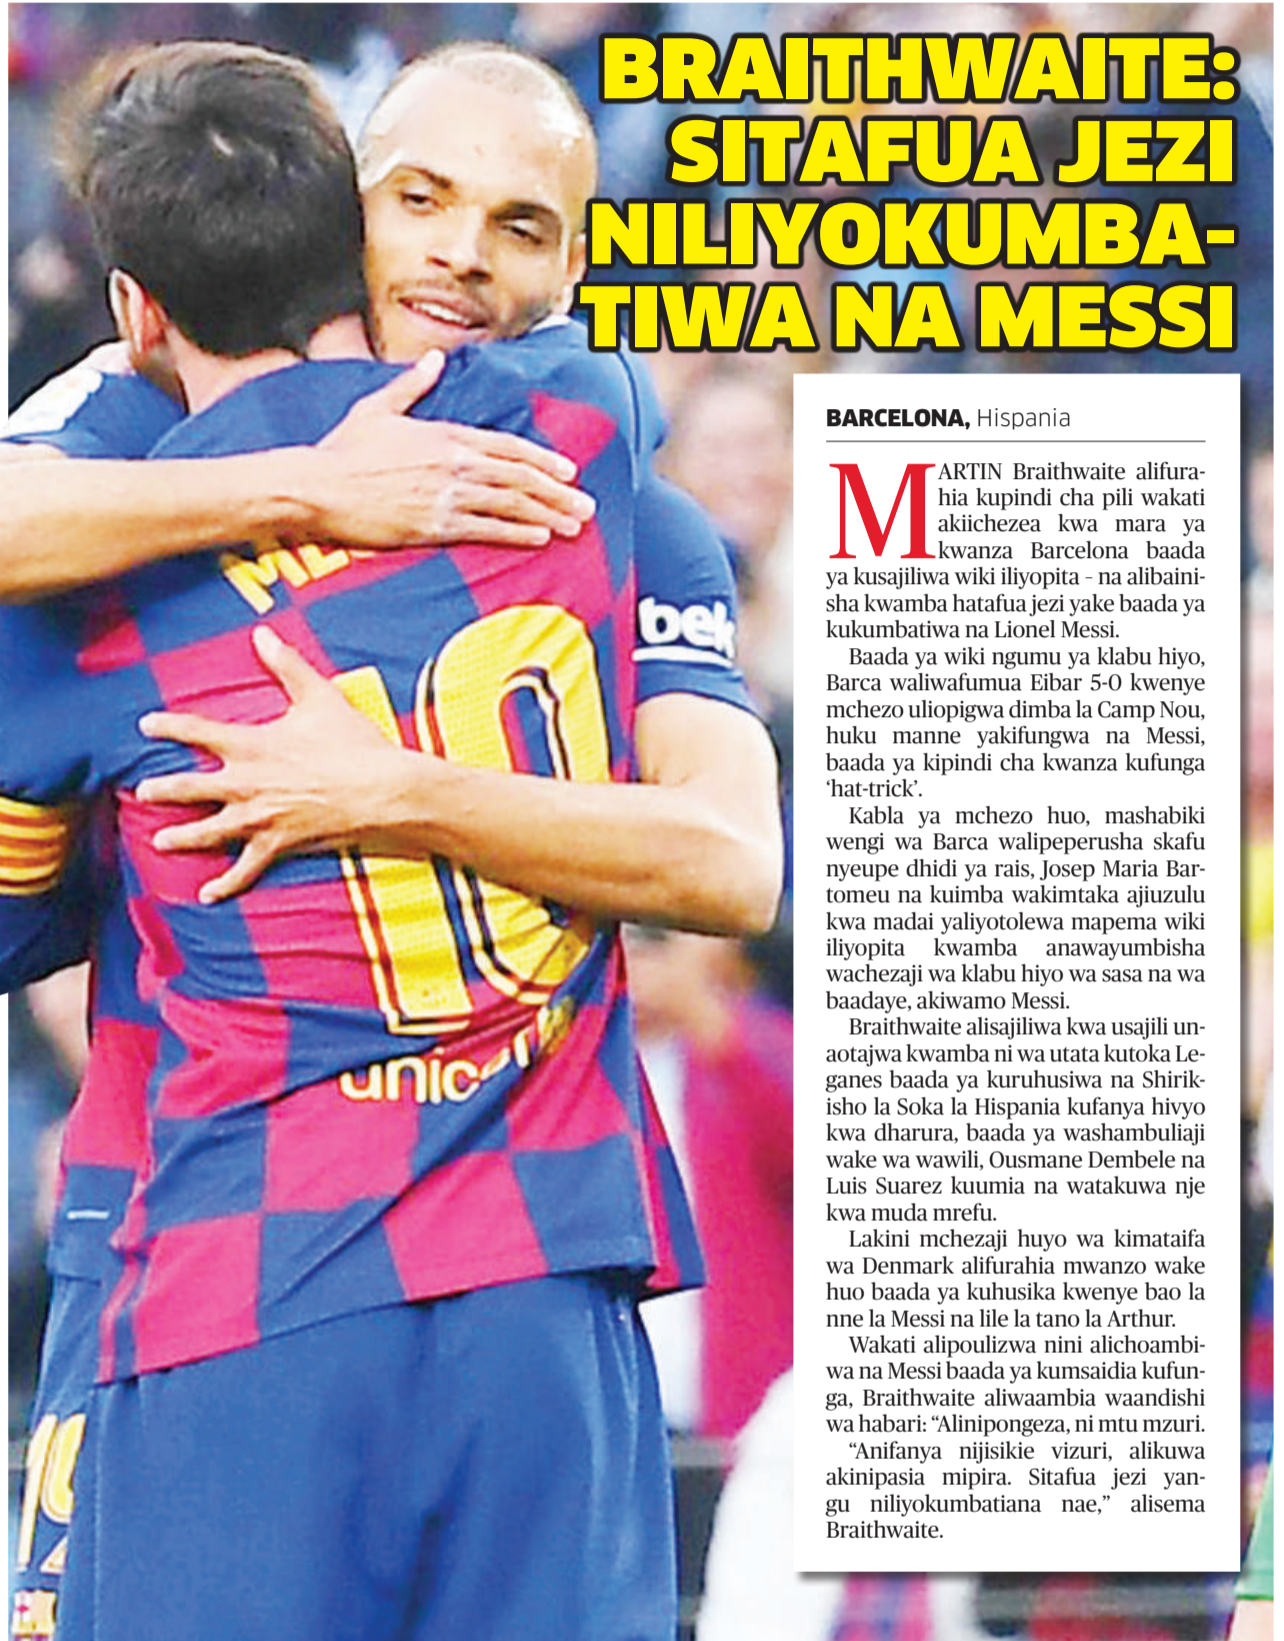 BRAITHWAITE:
SITAFUA JEZI
NILIYOKUMBA-
TIWA NA MESSI
BARCELONA, Hispania
MARTIN Braithwaite alifura-
hia kupindi cha pili wakati
akiichezea kwa mara ya
kwanza Barcelona baada
ya kusajiliwa wiki iliyopita - na alibaini-
sha kwamba hatafua jezi yake baada ya
kukumbatiwa na Lionel Messi.
Baada ya wiki ngumu ya klabu hiyo,
Barca waliwafumua Eibar 5-0 kwenye
mchezo uliopigwa dimba la Camp Nou,
huku manne yakifungwa na Messi,
baada ya kipindi cha kwanza kufunga
‘hat-trick’.
Kabla ya mchezo huo, mashabiki
wengi wa Barca walipeperusha skafu
nyeupe dhidi ya rais, Josep Maria Bar-
tomeu na kuimba wakimtaka ajiuzulu
kwa madai yaliyotolewa mapema wiki
iliyopita kwamba anawayumbisha
wachezaji wa klabu hiyo wa sasa na wa
baadaye, akiwamo Messi.
Braithwaite alisajiliwa kwa usajili un-
aotajwa kwamba ni wa utata kutoka Le-
ganes baada ya kuruhusiwa na Shirik-
isho la Soka la Hispania kufanya hivyo
kwa dharura, baada ya washambuliaji
wake wa wawili, Ousmane Dembele na
Luis Suarez kuumia na watakuwa nje
kwa muda mrefu.
Lakini mchezaji huyo wa kimataifa
wa Denmark alifurahia mwanzo wake
huo baada ya kuhusika kwenye bao la
nne la Messi na lile la tano la Arthur.
Wakati alipoulizwa nini alichoambi-
wa na Messi baada ya kumsaidia kufun-
ga, Braithwaite aliwaambia waandishi
wa habari: “Alinipongeza, ni mtu mzuri.
“Anifanya nijisikie vizuri, alikuwa
akinipasia mipira. Sitafua jezi yan-
gu niliyokumbatiana nae,” alisema
Braithwaite.
10
bek
unic
19